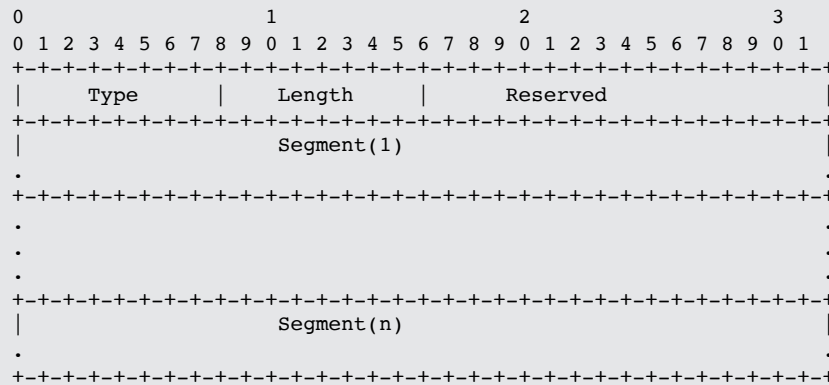 0                   1                   2                   3
0 1 2 3 4 5 6 7 8 9 0 1 2 3 4 5 6 7 8 9 0 1 2 3 4 5 6 7 8 9 0 1
+-+-+-+-+-+-+-+-+-+-+-+-+-+-+-+-+-+-+-+-+-+-+-+-+-+-+-+-+-+-+-+-+
|     Type      |    Length     |      Reserved                 |
+-+-+-+-+-+-+-+-+-+-+-+-+-+-+-+-+-+-+-+-+-+-+-+-+-+-+-+-+-+-+-+-+
|                    Segment(1)                                 |
.                                                               .
+-+-+-+-+-+-+-+-+-+-+-+-+-+-+-+-+-+-+-+-+-+-+-+-+-+-+-+-+-+-+-+-+
.                                                               .
.                                                               .
.                                                               .
+-+-+-+-+-+-+-+-+-+-+-+-+-+-+-+-+-+-+-+-+-+-+-+-+-+-+-+-+-+-+-+-+
|                    Segment(n)                                 |
.                                                               .
+-+-+-+-+-+-+-+-+-+-+-+-+-+-+-+-+-+-+-+-+-+-+-+-+-+-+-+-+-+-+-+-+